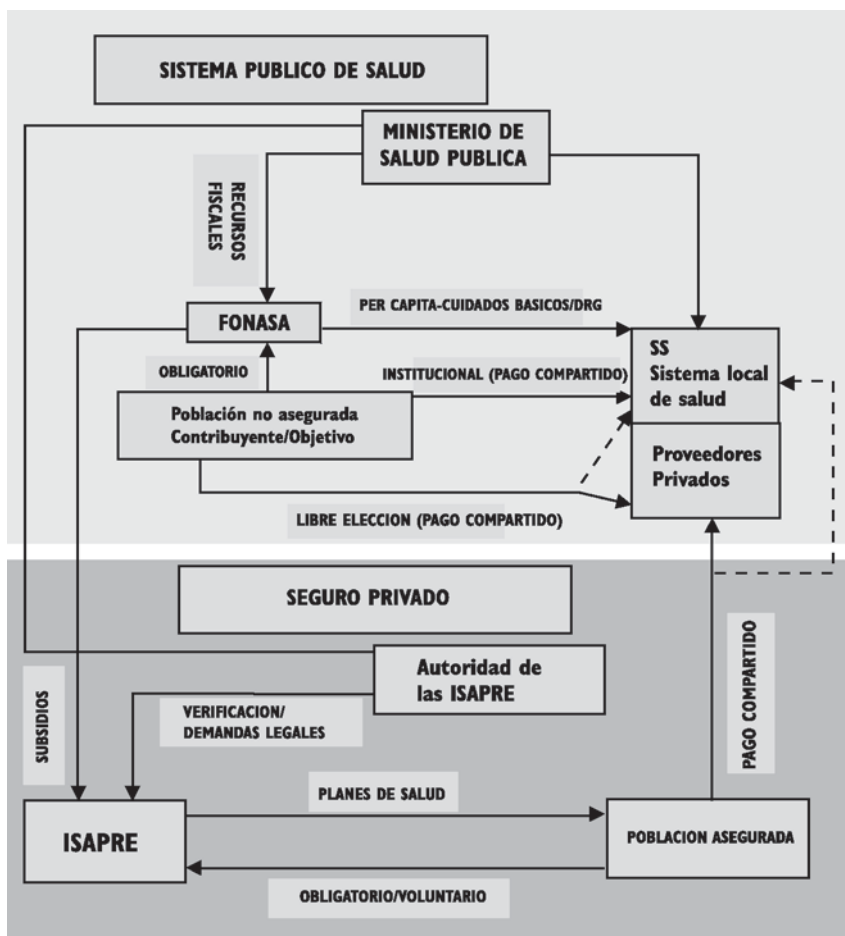 SISTEMA PUBLICO DE SALUD
MINISTERIO DE
SALUD PUBLICA
RECURSOS
FISCALES
FONASA
PER CAPITA-CUIDADOS BASICOS/DRG
OBLIGATORIO
INSTITUCIONAL (PAGO COMPARTIDO)
SS
Sistema local
de salud
Población no asegurada
Contribuyente/Objetivo
Proveedores
Privados
LIBRE ELECCION (PAGO COMPARTIDO)
SEGURO PRIVADO
Autoridad de
las ISAPRE
SUBSIDIOS
VERIFICACION/
DEMANDAS LEGALES
PAGO COMPARTIDO
PLANES DE SALUD
ISAPRE
POBLACION ASEGURADA
OBLIGATORIO/VOLUNTARIO